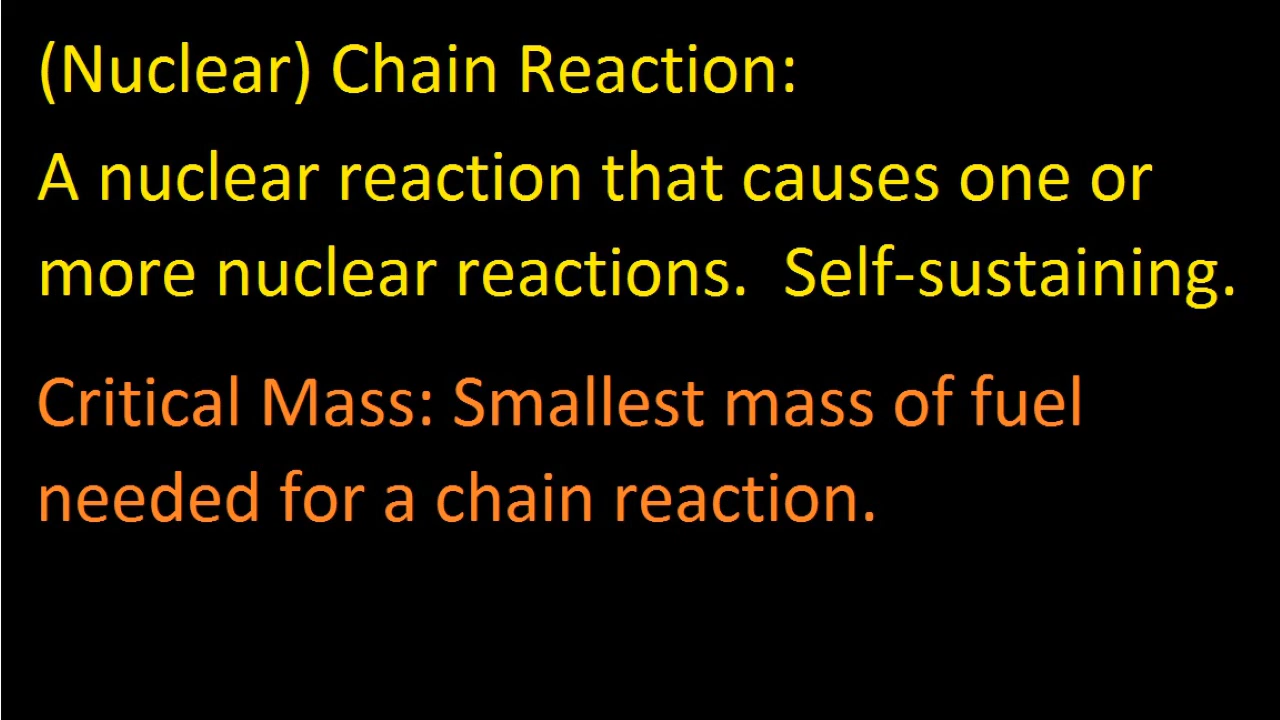 (Nuclear) Chain Reaction:
A nuclear reaction that causes one or
more nuclear reactions.  Self-sustaining.
Critical Mass: Smallest mass of fuel
needed for a chain reaction.